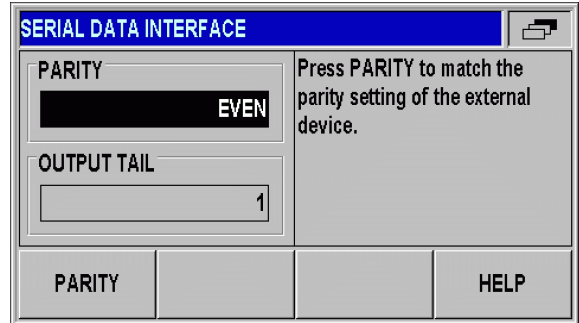 SERIAL DATA INTERFACE
PARITY
EVEN
OUTPUT TAIL
1
Press PARITY to match the
parity setting of the external
device.
PARITY
HELP